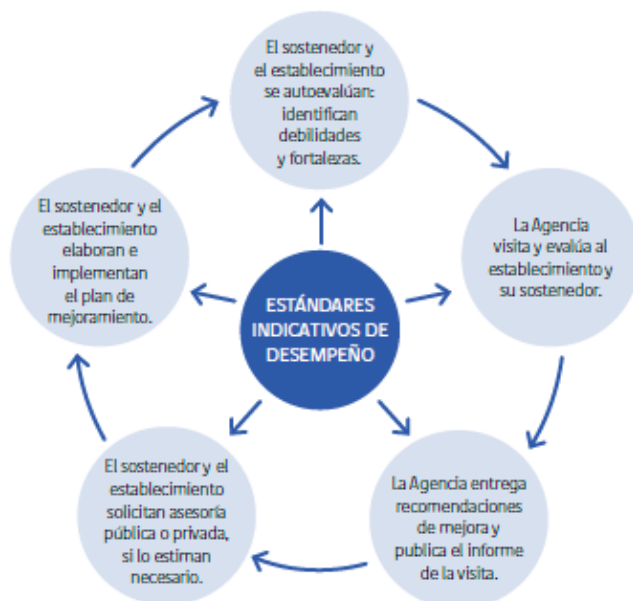 El sostenedor y
el establecimiento
se autoevalúan:
identifican
debilidades
y fortalezas.
La Agencia
visita y evalúa al
establecimiento y
su sostenedor.
La Agencia entrega
recomendaciones
de mejora y
publica el informe
de la visita.
El sostenedor y el
establecimiento
solicitan asesoría
pública o privada,
si lo estiman
necesario.
El sostenedor y el
establecimiento
elaboran e
implementan
el plan de
mejoramiento.
ESTÁNDARES
INDICATIVOS DE
DESEMPEÑO